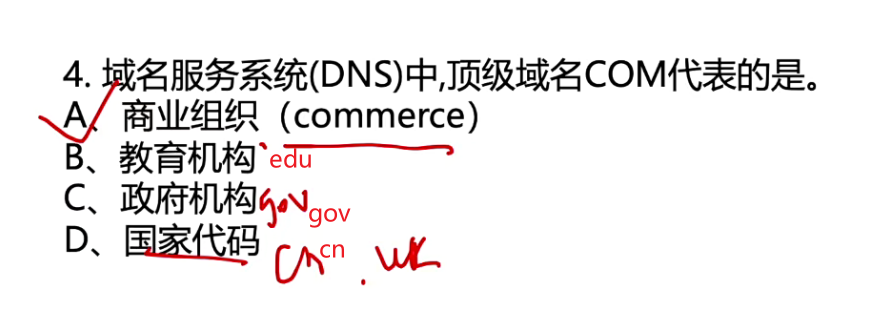 4. 域名服务系统(DNS)中,顶级域名COM代表的是。
A、商业组织（commerce）
B、教育机构 edu
C、政府机构 gov gov
D、国家代码 cn cn .uk